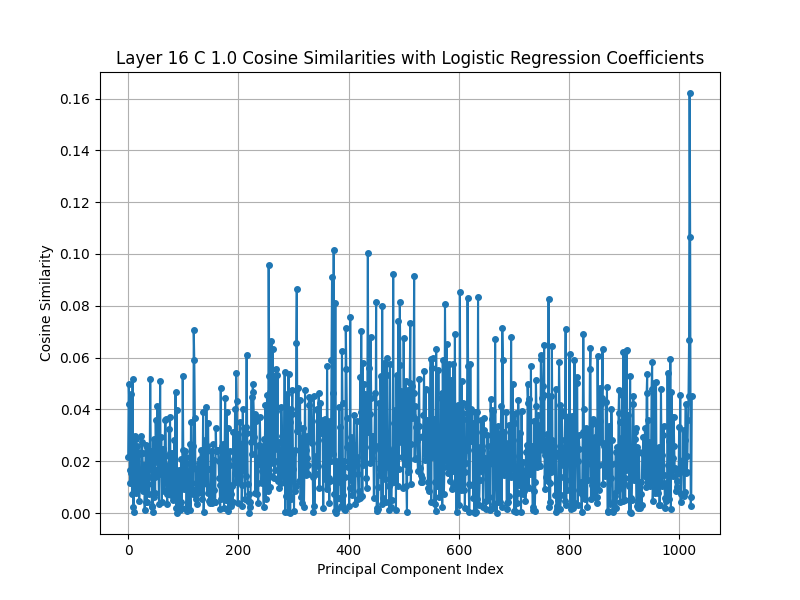 Layer 16 C 1.0 Cosine Similarities with Logistic Regression Coefficients
0.16
0.14
0.12
0.10
0.08
0.06
0.04
0.02
0.00
Cosine Similarity
0 200 400 600 800 1000
Principal Component Index